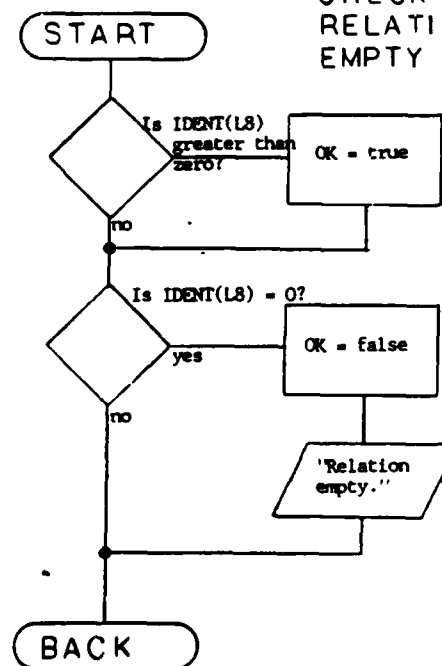 START
RELATI
EMPTY
Is IDENT(L8)
greater than
zero?
OK = true
no
Is IDENT(L8) = 0?
yes
OK = false
no
"Relation
empty."
BACK